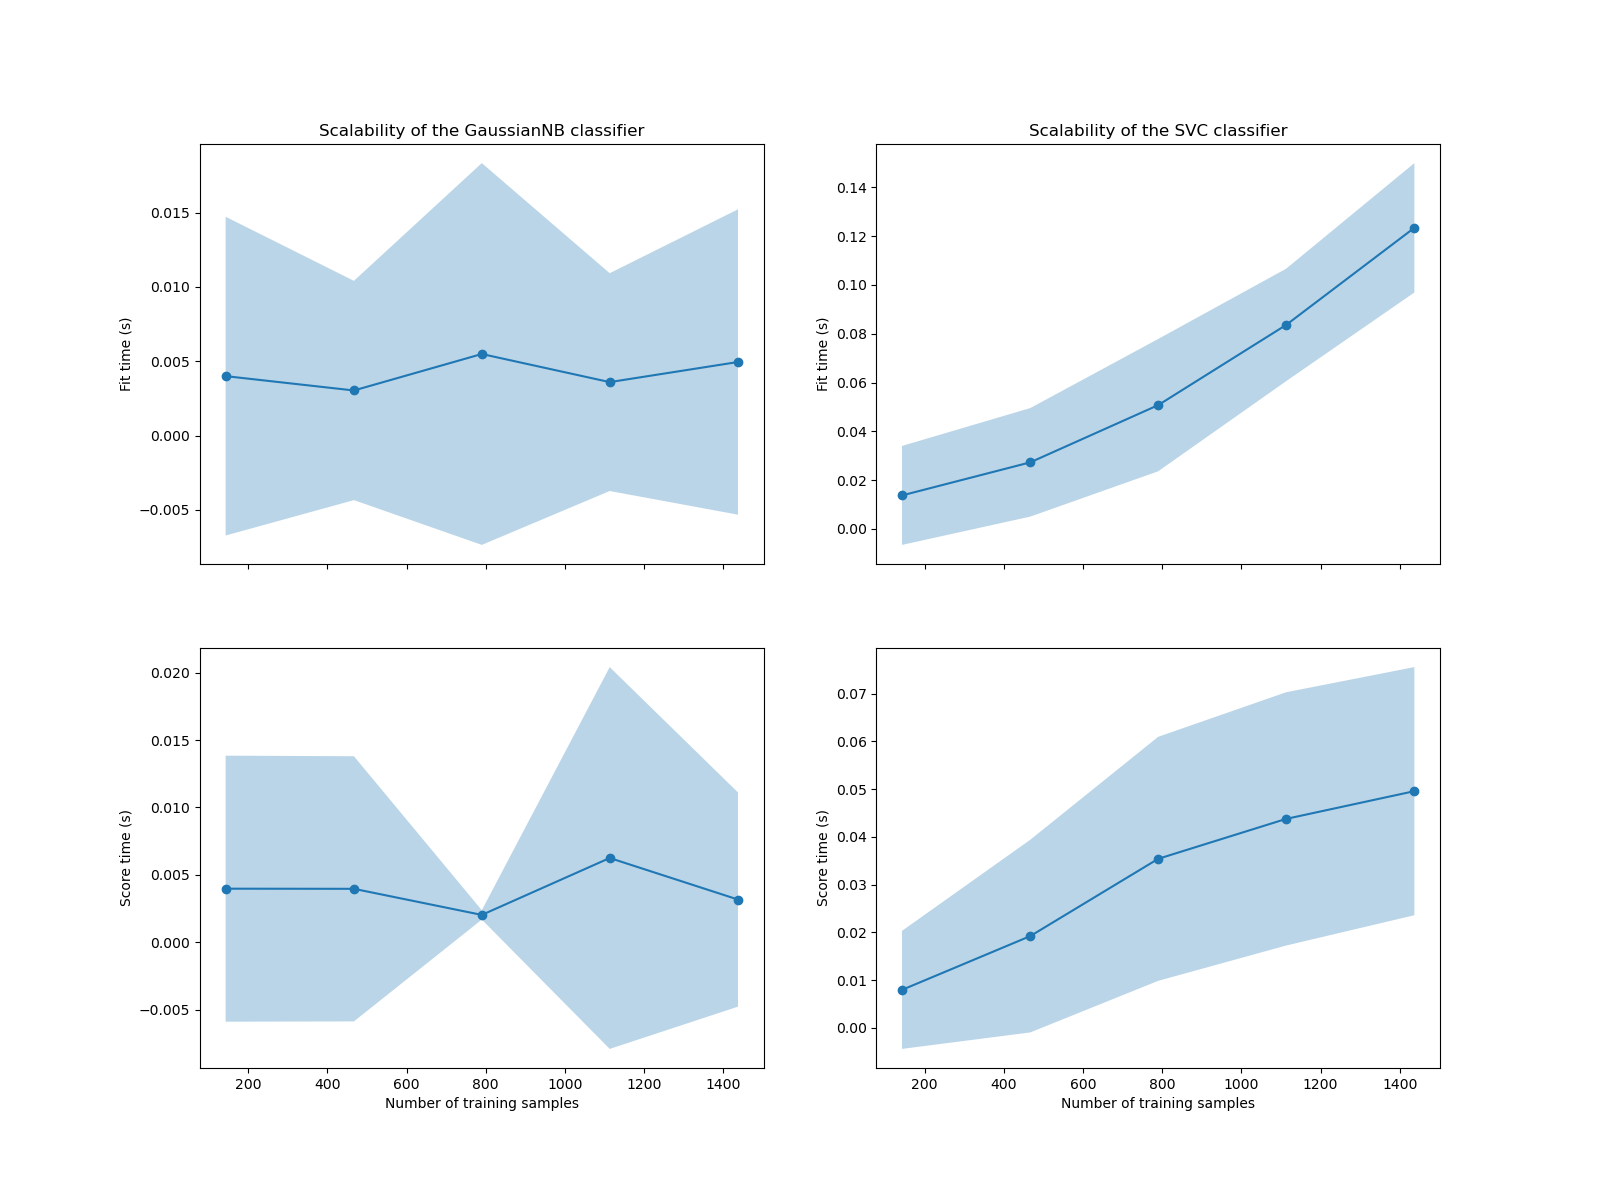 Scalability of the GaussianNB classifier
Fit time (s)
0.015
0.010
0.005
0.000
−0.005
Scalability of the SVC classifier
Fit time (s)
0.14
0.12
0.10
0.08
0.06
0.04
0.02
0.00
Score time (s)
0.020
0.015
0.010
0.005
0.000
−0.005
200 400 600 800 1000 1200 1400
Number of training samples
Score time (s)
0.07
0.06
0.05
0.04
0.03
0.02
0.01
0.00
200 400 600 800 1000 1200 1400
Number of training samples